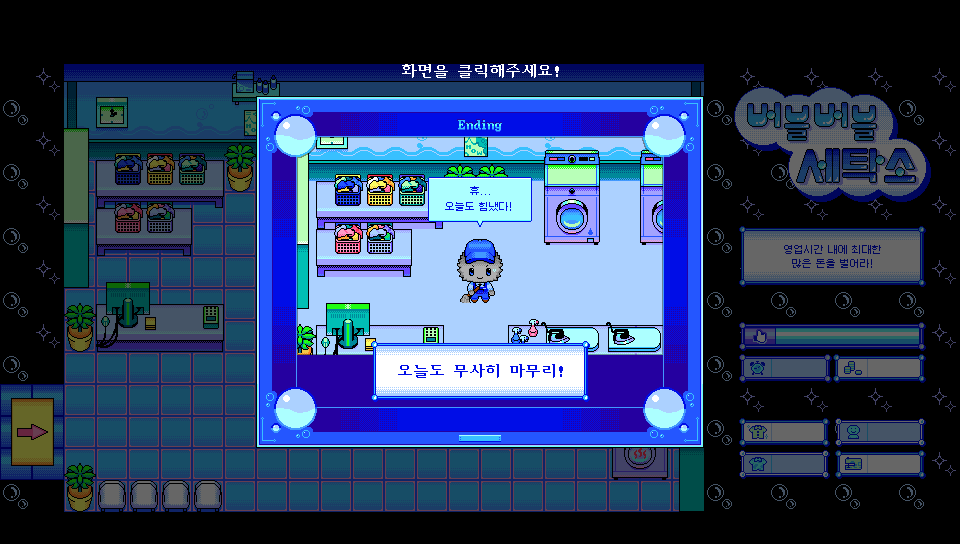 화면을 클릭해주세요!
Ending
휴...
오늘도 힘냈다!
오늘도 무사히 마무리!
버블버블
세탁소
영업시간 내에 최대한
많은 돈을 벌어라!